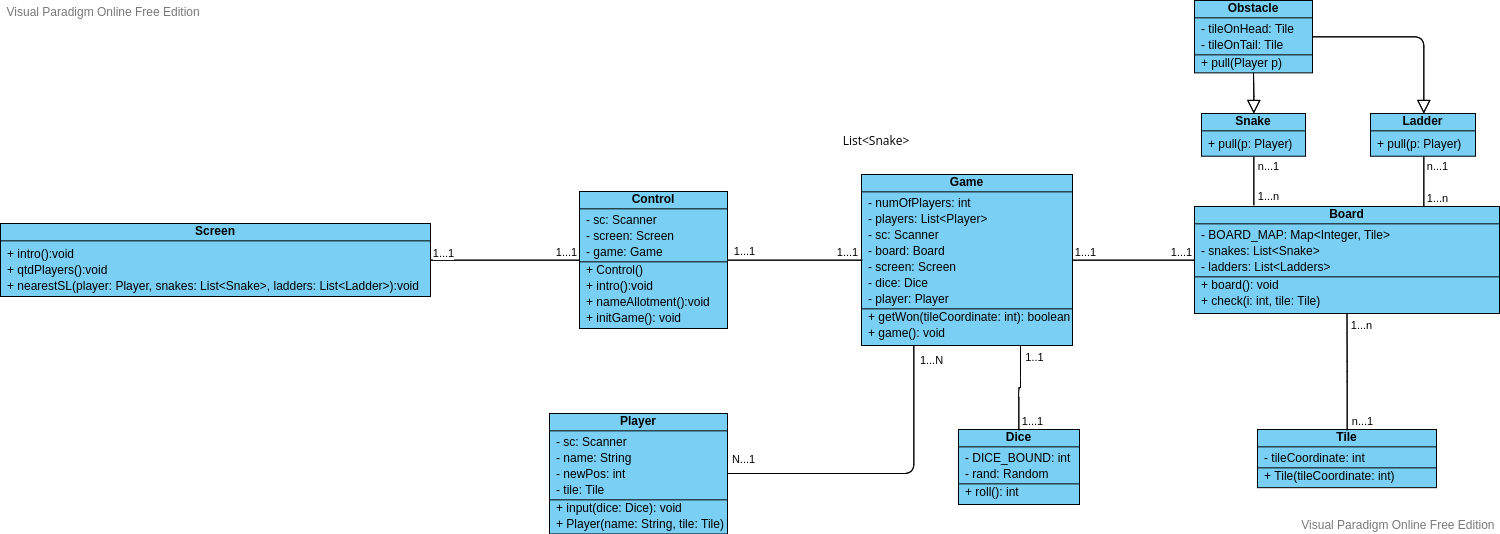 Visual Paradigm Online Free Edition
Obstacle
- tileOnHead: Tile
- tileOnTail: Tile
+ pull(Player p)
Snake
+ pull(p: Player)
Ladder
+ pull(p: Player)
n...1
n...1
1...n
1...n
List<Snake>
Screen
+ intro():void
+ qtdPlayers():void
+ nearestSL(player: Player, snakes: List<Snake>, ladders: List<Ladder>):void
1...1
1...1
Control
- sc: Scanner
- screen: Screen
- game: Game
+ Control()
+ intro():void
+ nameAllotment():void
+ initGame(): void
1...1
1...1
Game
- numOfPlayers: int
- players: List<Player>
- sc: Scanner
- board: Board
- screen: Screen
- dice: Dice
- player: Player
+ getWon(tileCoordinate: int): boolean
+ game(): void
1...1
1...1
Board
- BOARD_MAP: Map<Integer, Tile>
- snakes: List<Snake>
- ladders: List<Ladders>
+ board(): void
+ check(i: int, tile: Tile)
1...N
1..1
1...n
Player
- sc: Scanner
- name: String
- newPos: int
- tile: Tile
+ input(dice: Dice): void
+ Player(name: String, tile: Tile)
N...1
1...1
Dice
- DICE_BOUND: int
- rand: Random
+ roll(): int
n...1
Tile
- tileCoordinate: int
+ Tile(tileCoordinate: int)
Visual Paradigm Online Free Edition